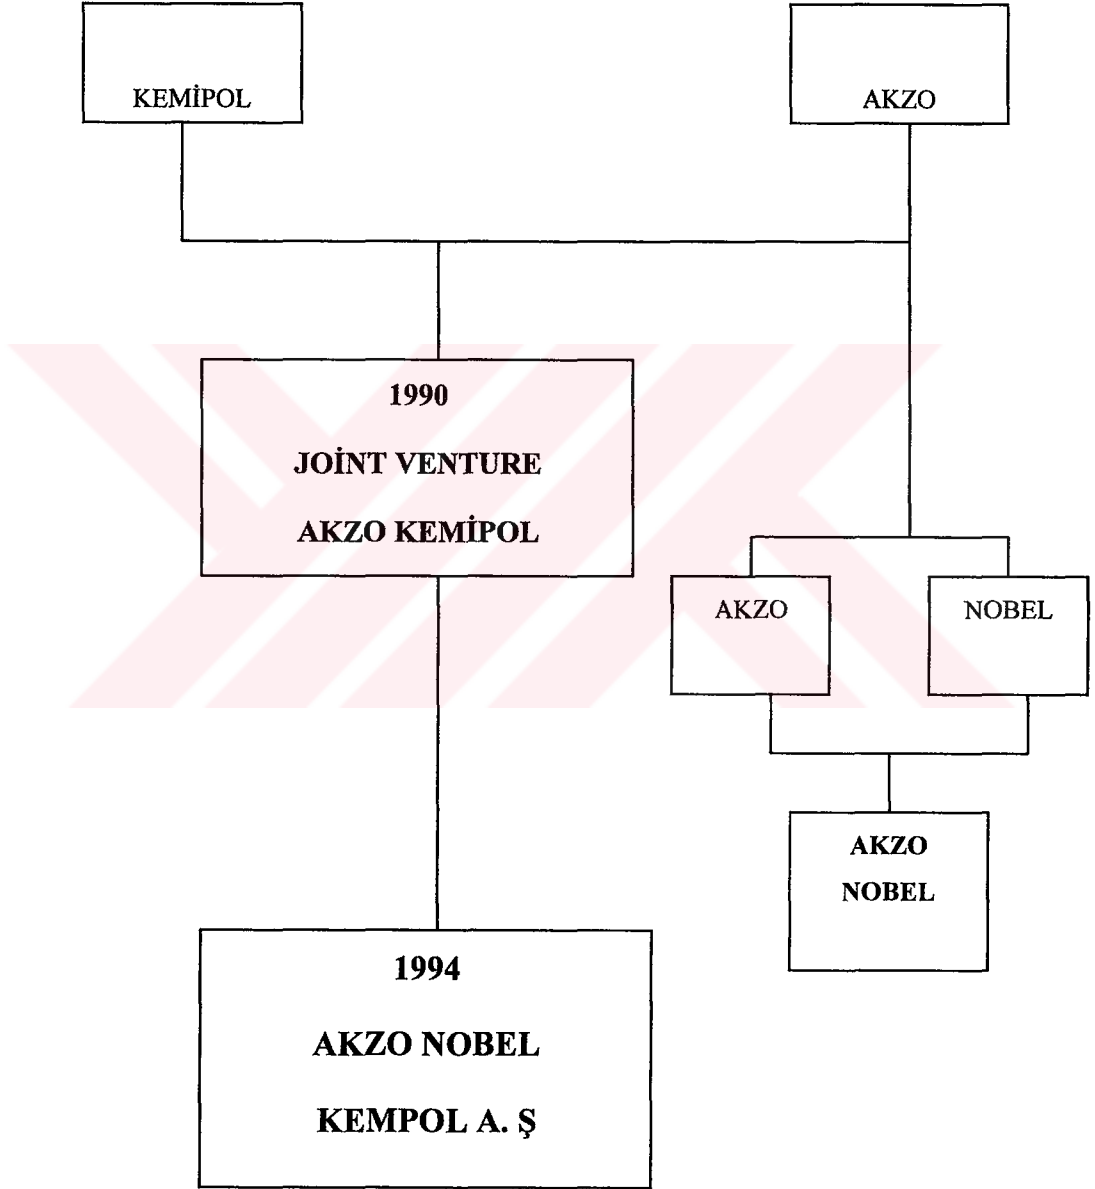 KEMİPOL
AKZO
1990
JOİNT VENTURE
AKZO KEMİPOL
AKZO
NOBEL
AKZO
NOBEL
1994
AKZO NOBEL
KEMPOL A. Ş